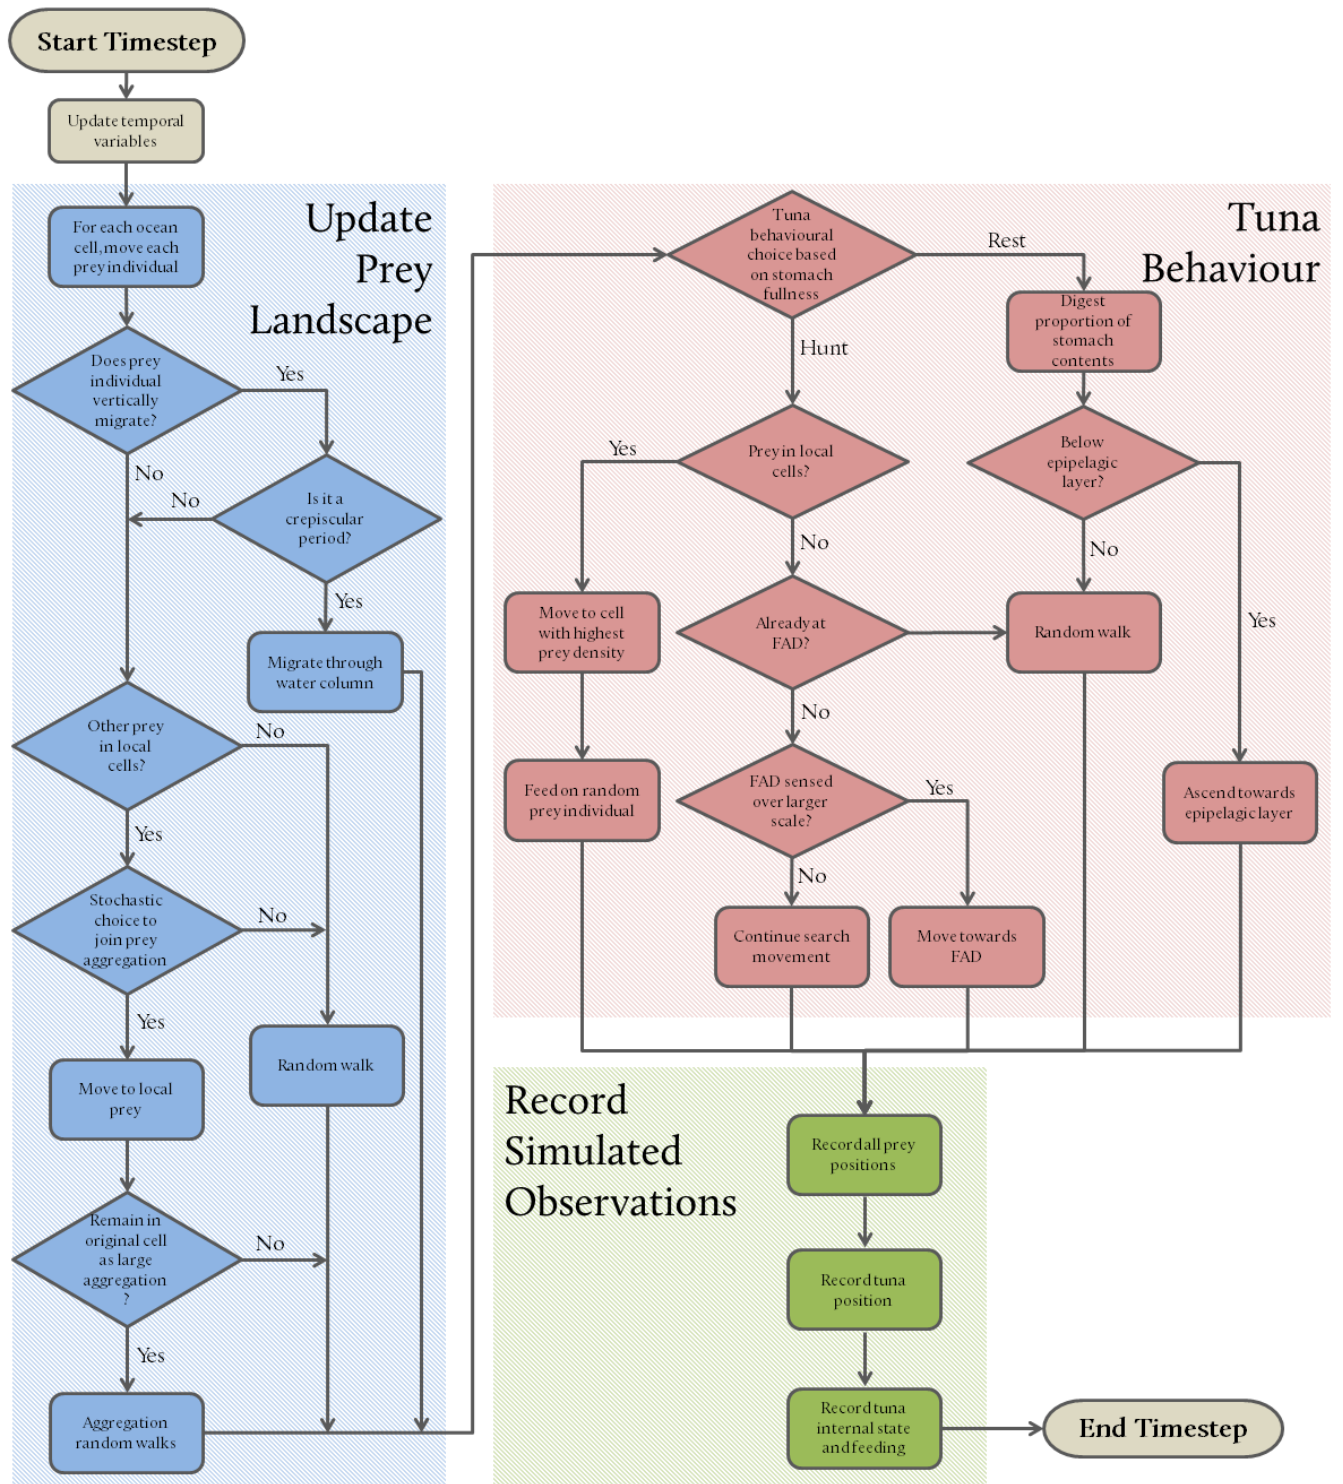 Start Timestep
Update temporal
variables
Update
Prey
Landscape
For each ocean
cell, move each
prey individual
Does prey
individual
vertically
migrate?
Yes
No
Is it a
crepiscular
period?
No
Yes
Migrate through
water column
Other prey
in local
cells?
No
Yes
Stochastic
choice to
join prey
aggregation
No
Yes
Move to local
prey
Random walk
Remain in
original cell
as large
aggregation
?
No
Yes
Aggregation
random walks
Tuna
Behaviour
Tuna
behavioural
choice based
on stomach
fullness
Rest
Hunt
Digest
proportion of
stomach
contents
Prey in local
cells?
Yes
No
Below
epipelagic
layer?
No
Yes
Move to cell
with highest
prey density
Already at
FAD?
No
Random walk
Feed on random
prey individual
FAD sensed
over larger
scale?
Yes
No
Ascend towards
epipelagic layer
Continue search
movement
Move towards
FAD
Record
Simulated
Observations
Record all prey
positions
Record tuna
position
Record tuna
internal state
and feeding
End Timestep